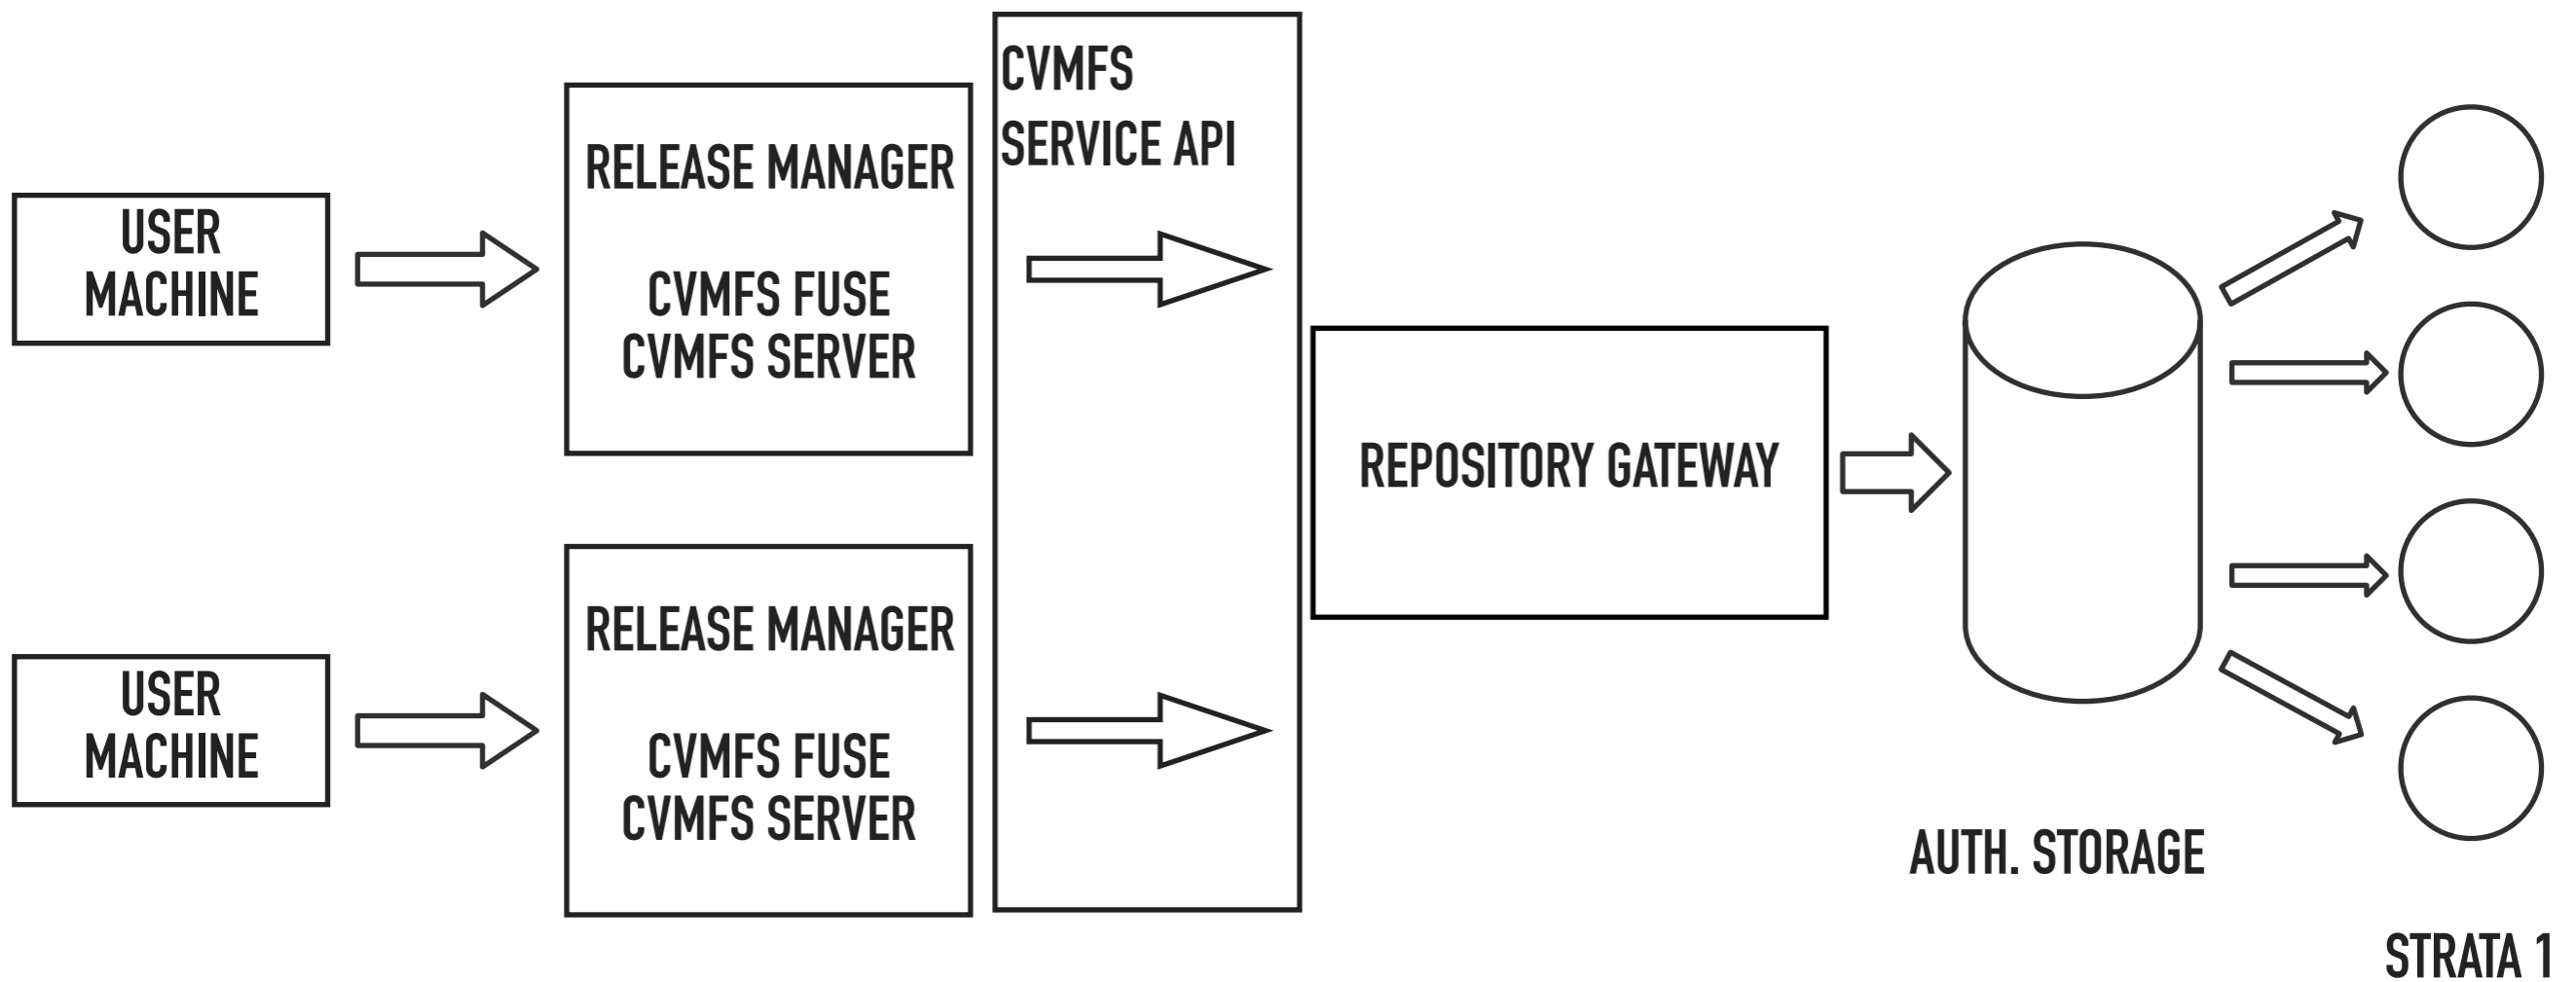 USER
MACHINE
RELEASE MANAGER
CVMFS FUSE
CVMFS SERVER
CVMFS
SERVICE API
USER
MACHINE
RELEASE MANAGER
CVMFS FUSE
CVMFS SERVER
REPOSITORY GATEWAY
AUTH. STORAGE
STRATA 1